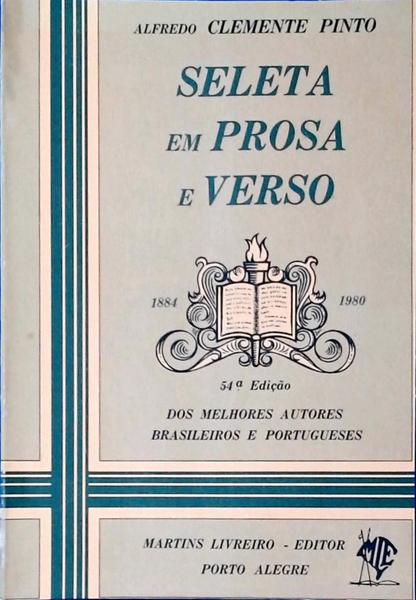 ALFREDO CLEMENTE PINTO
SELETA
EM PROSA
E VERSO
1884 1980
54ª Edição
DOS MELHORES AUTORES
BRASILEIROS E PORTUGUESES
MARTINS LIVREIRO - EDITOR
PORTO ALEGRE
MLE